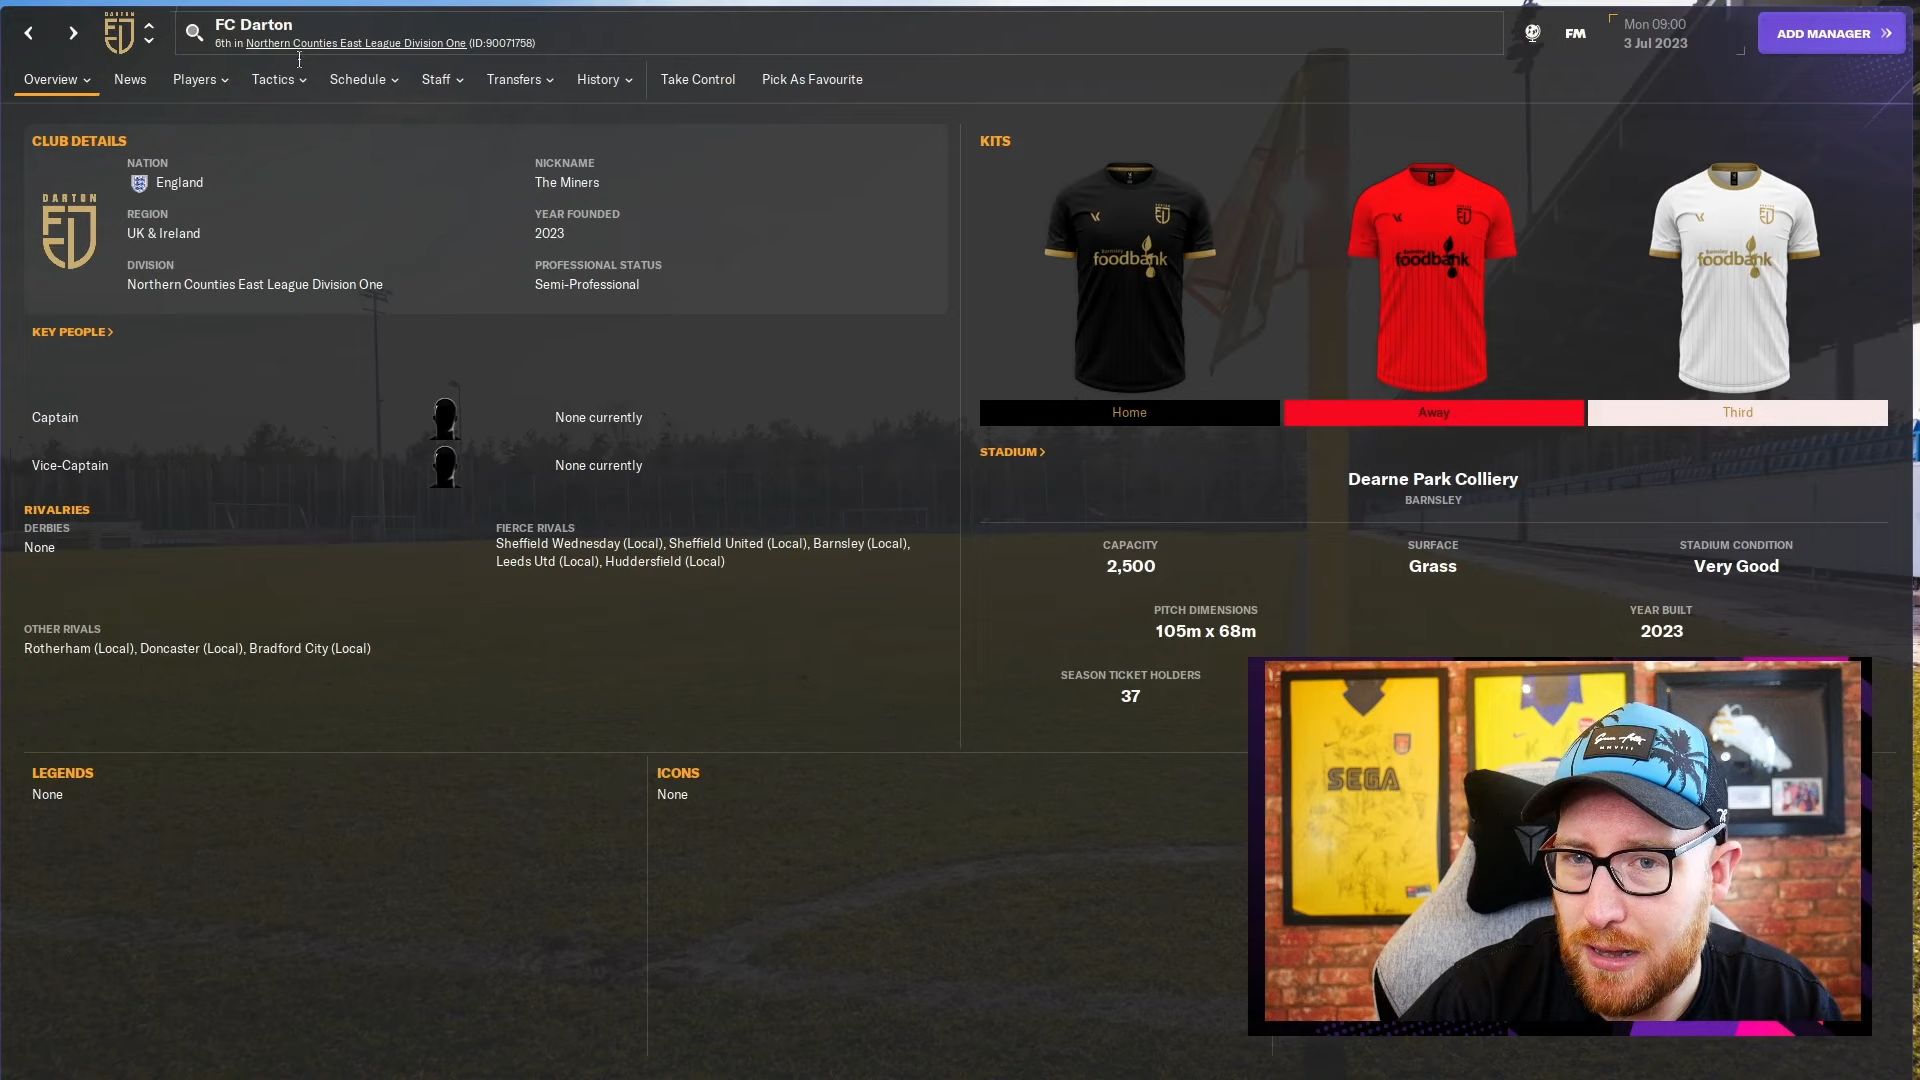 DARTON
FC Darton
6th in Northern Counties East League Division One (ID:90071758)
FM
Mon 09:00
3 Jul 2023
ADD MANAGER
Overview
News
Players
Tactics
Schedule
Staff
Transfers
History
Take Control
Pick As Favourite
CLUB DETAILS
DARTON
NATION
England
REGION
UK & Ireland
DIVISION
Northern Counties East League Division One
NICKNAME
The Miners
YEAR FOUNDED
2023
PROFESSIONAL STATUS
Semi-Professional
KEY PEOPLE
Captain
None currently
Vice-Captain
None currently
RIVALRIES
DERBIES
None
FIERCE RIVALS
Sheffield Wednesday (Local), Sheffield United (Local), Barnsley (Local),
Leeds Utd (Local), Huddersfield (Local)
OTHER RIVALS
Rotherham (Local), Doncaster (Local), Bradford City (Local)
KITS
Barnsley
foodbank
Barnsley
foodbank
Barnsley
foodbank
Home
Away
Third
STADIUM
Dearne Park Colliery
BARNSLEY
CAPACITY
2,500
SURFACE
Grass
STADIUM CONDITION
Very Good
PITCH DIMENSIONS
105m x 68m
YEAR BUILT
2023
SEASON TICKET HOLDERS
37
LEGENDS
None
ICONS
None
SEGA